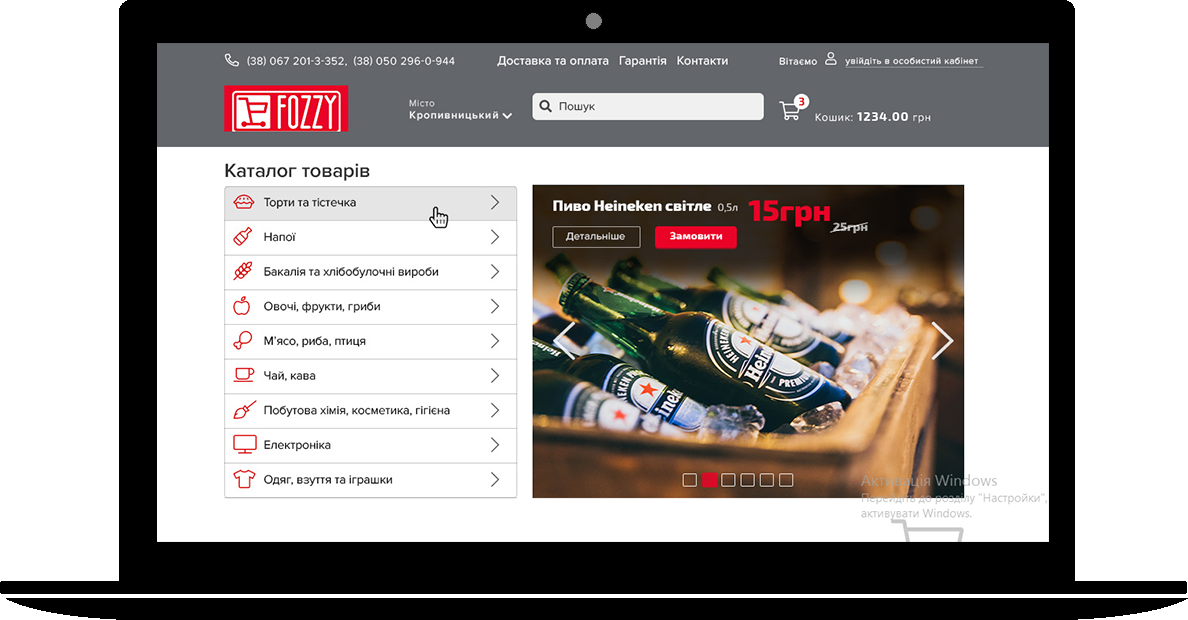 (38) 067 201-3-352, (38) 050 296-0-944
Доставка та оплата Гарантія Контакти
Вітаємо увійдіть в особистий кабінет
FOZZY
Місто
Кропивницький
Пошук
3
Кошик: 1234.00 грн
Каталог товарів
Торти та тістечка
Напої
Бакалія та хлібобулочні вироби
Овочі, фрукти, гриби
М'ясо, риба, птиця
Чай, кава
Побутова хімія, косметика, гігієна
Електроніка
Одяг, взуття та іграшки
Пиво Heineken світле 0,5л 15грн
25грн
Детальніше Замовити
HEINEKEN
Heineken
PREMIUM
Активація Windows
Перейдіть до розділу "Настройки",
активувати Windows.